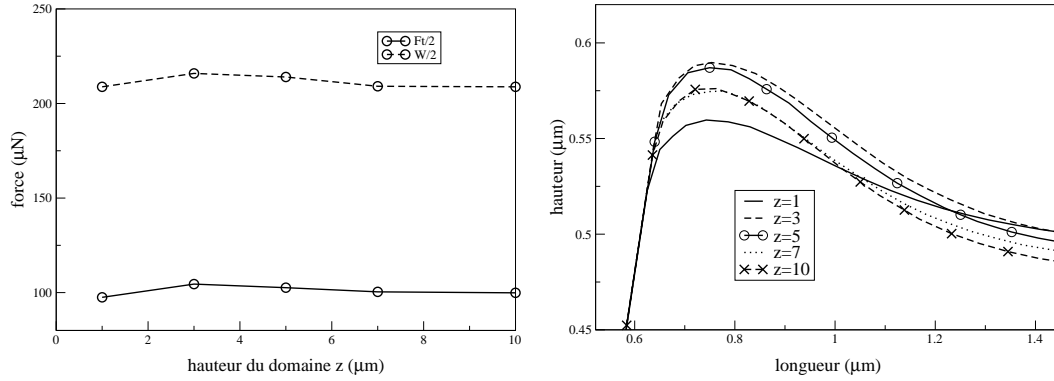 250
200
150
100
0
2
4
6
8
10
force (μN)
hauteur du domaine z (μm)
Ft/2
W/2
0.6
0.55
0.5
0.45
0.6
0.8
1
1.2
1.4
hauteur (μm)
longueur (μm)
z=1
z=3
z=5
z=7
z=10